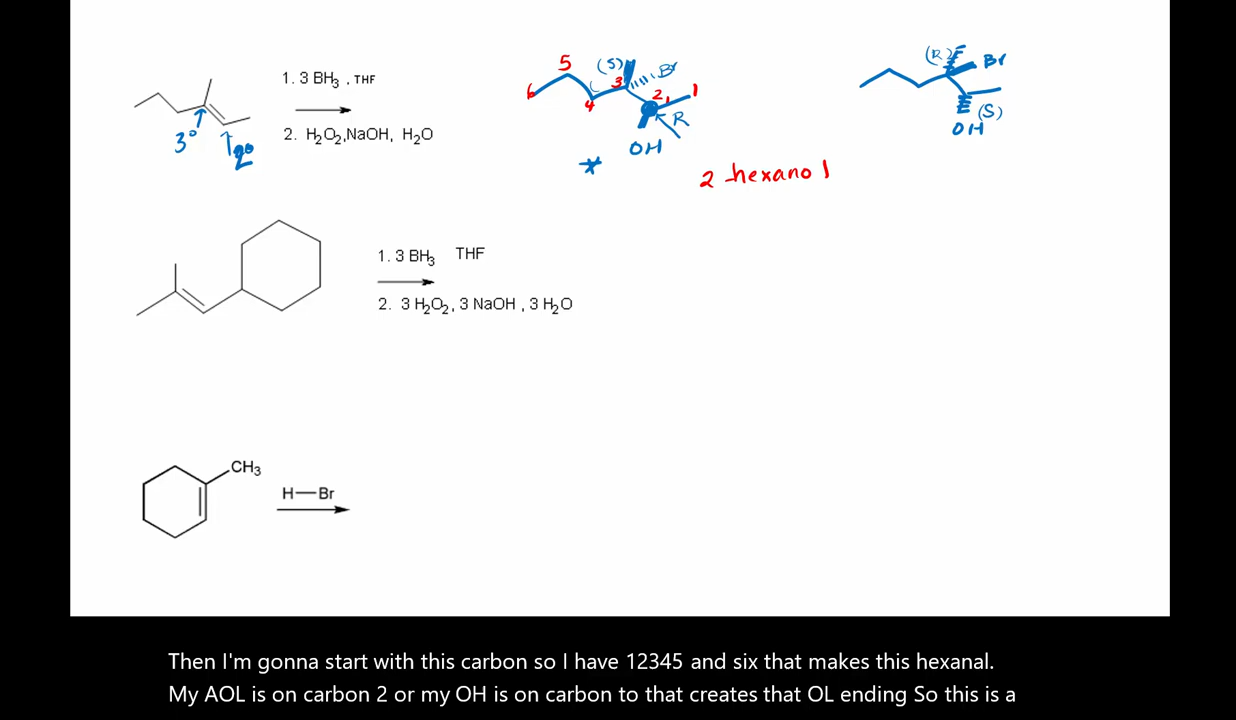 1. 3 BH3 . THF
2. H2O2,NaOH, H2O
3°
2°
6
5
4
(S)
3
Br
2,
1
R
OH
*
2 hexanol
(R)
Br
(S)
OH
1. 3 BH3 THF
2. 3 H2O2, 3 NaOH , 3 H2O
CH3
H—Br
Then I'm gonna start with this carbon so I have 12345 and six that makes this hexanal.
My AOL is on carbon 2 or my OH is on carbon to that creates that OL ending So this is a